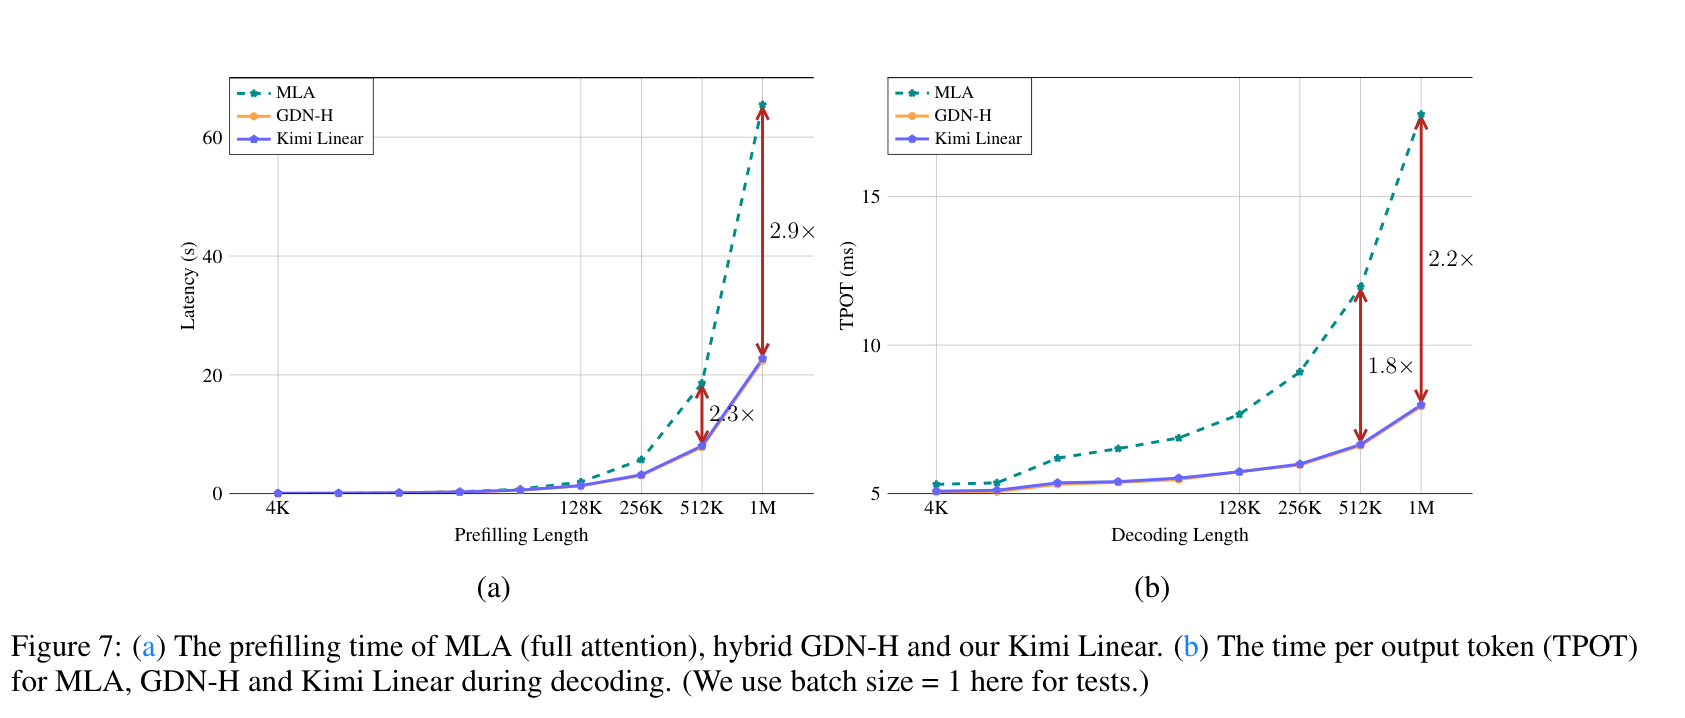 MLA
GDN-H
Kimi Linear
60
40
20
0
Latency (s)
2.9×
2.3×
4K
128K
256K
512K
1M
Prefilling Length
(a)
MLA
GDN-H
Kimi Linear
15
10
5
TPOT (ms)
2.2×
1.8×
4K
128K
256K
512K
1M
Decoding Length
(b)
Figure 7: (a) The prefilling time of MLA (full attention), hybrid GDN-H and our Kimi Linear. (b) The time per output token (TPOT)
for MLA, GDN-H and Kimi Linear during decoding. (We use batch size = 1 here for tests.)